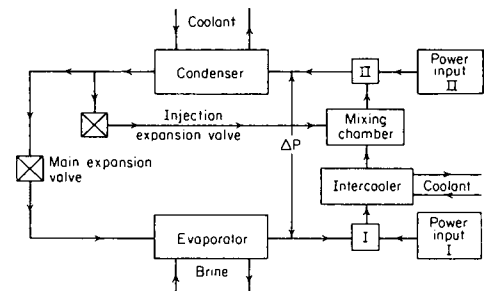 Coolant
Condenser
II
Power
input
II
Injection
expansion valve
Mixing
chamber
ΔP
Main expansion
valve
Intercooler
Coolant
Evaporator
I
Power
input
I
Brine